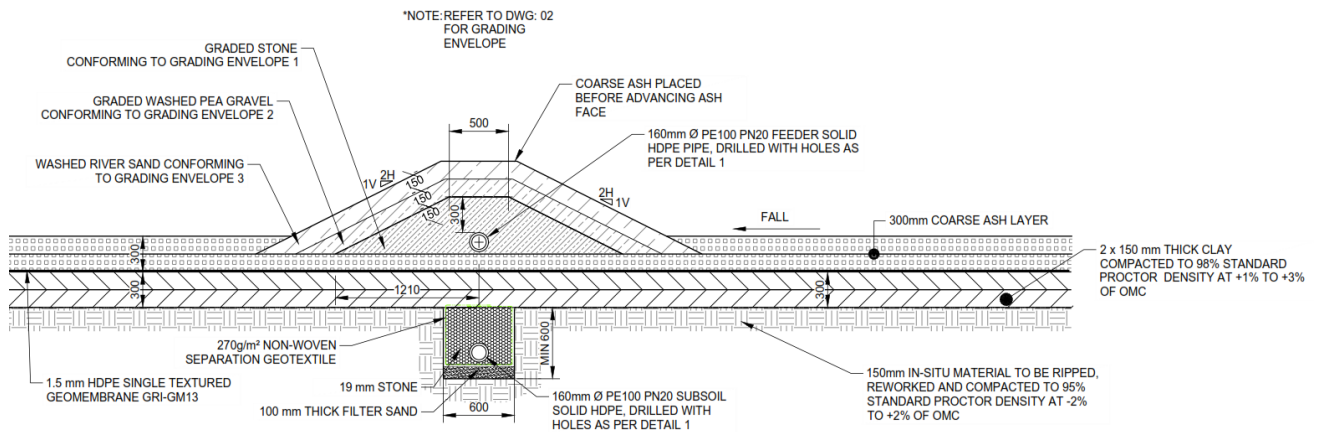 *NOTE:REFER TO DWG: 02
FOR GRADING
ENVELOPE
GRADED STONE
CONFORMING TO GRADING ENVELOPE 1
GRADED WASHED PEA GRAVEL
CONFORMING TO GRADING ENVELOPE 2
WASHED RIVER SAND CONFORMING
TO GRADING ENVELOPE 3
COARSE ASH PLACED
BEFORE ADVANCING ASH
FACE
500
160mm Ø PE100 PN20 FEEDER SOLID
HDPE PIPE, DRILLED WITH HOLES AS
PER DETAIL 1
2H
1V
150
150
150
300
2H
1V
FALL
300mm COARSE ASH LAYER
2 x 150 mm THICK CLAY
COMPACTED TO 98% STANDARD
PROCTOR DENSITY AT +1% TO +3%
OF OMC
300
300
1210
300
270g/m² NON-WOVEN
SEPARATION GEOTEXTILE
MIN 600
1.5 mm HDPE SINGLE TEXTURED
GEOMEMBRANE GRI-GM13
19 mm STONE
100 mm THICK FILTER SAND
600
160mm Ø PE100 PN20 SUBSOIL
SOLID HDPE, DRILLED WITH
HOLES AS PER DETAIL 1
150mm IN-SITU MATERIAL TO BE RIPPED,
REWORKED AND COMPACTED TO 95%
STANDARD PROCTOR DENSITY AT -2%
TO +2% OF OMC